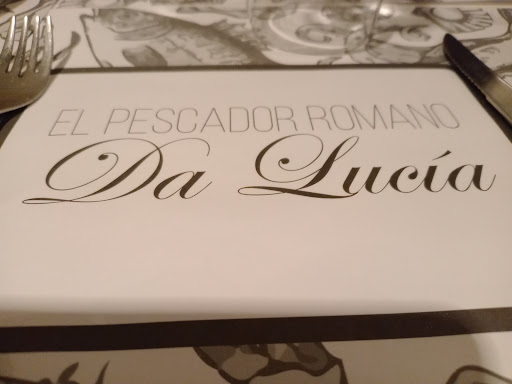 EL PESCADOR ROMANO
Da Lucía